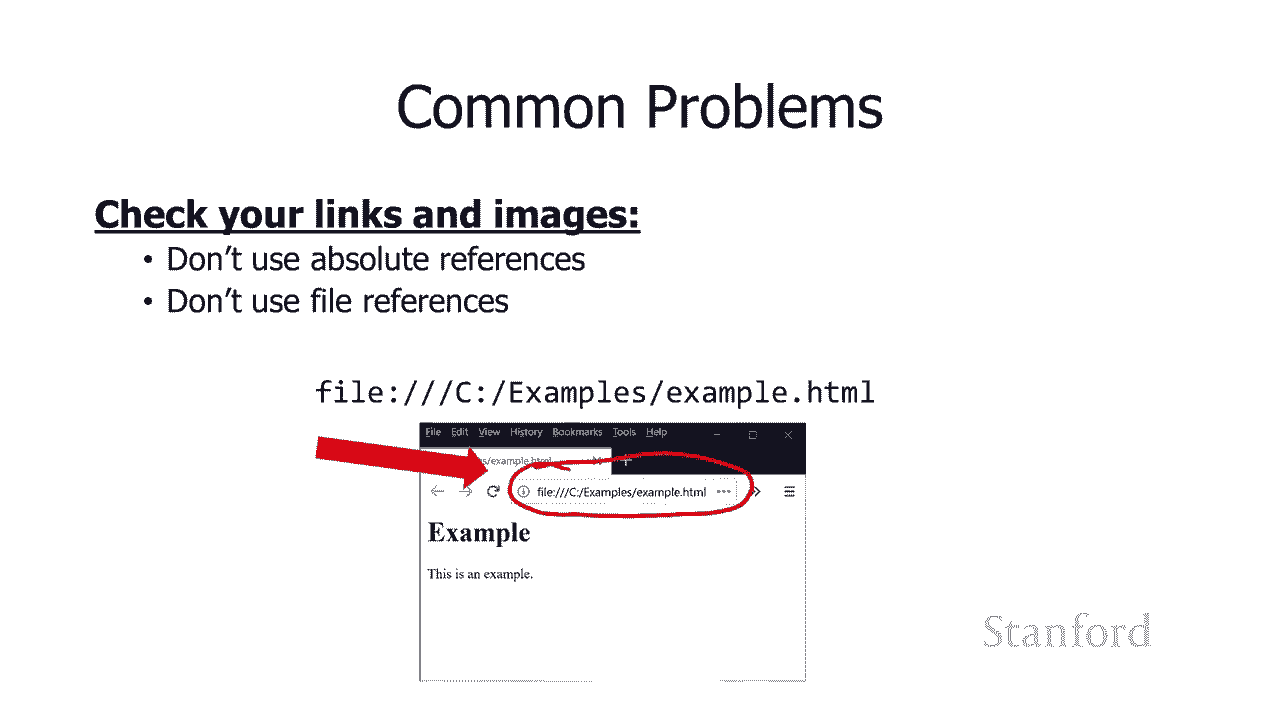 Common Problems
Check your links and images:
• Don’t use absolute references
• Don’t use file references
file:///C:/Examples/example.html
File Edit View History Bookmarks Tools Help
s/example.html
file:///C:/Examples/example.html
Example
This is an example.
Stanford